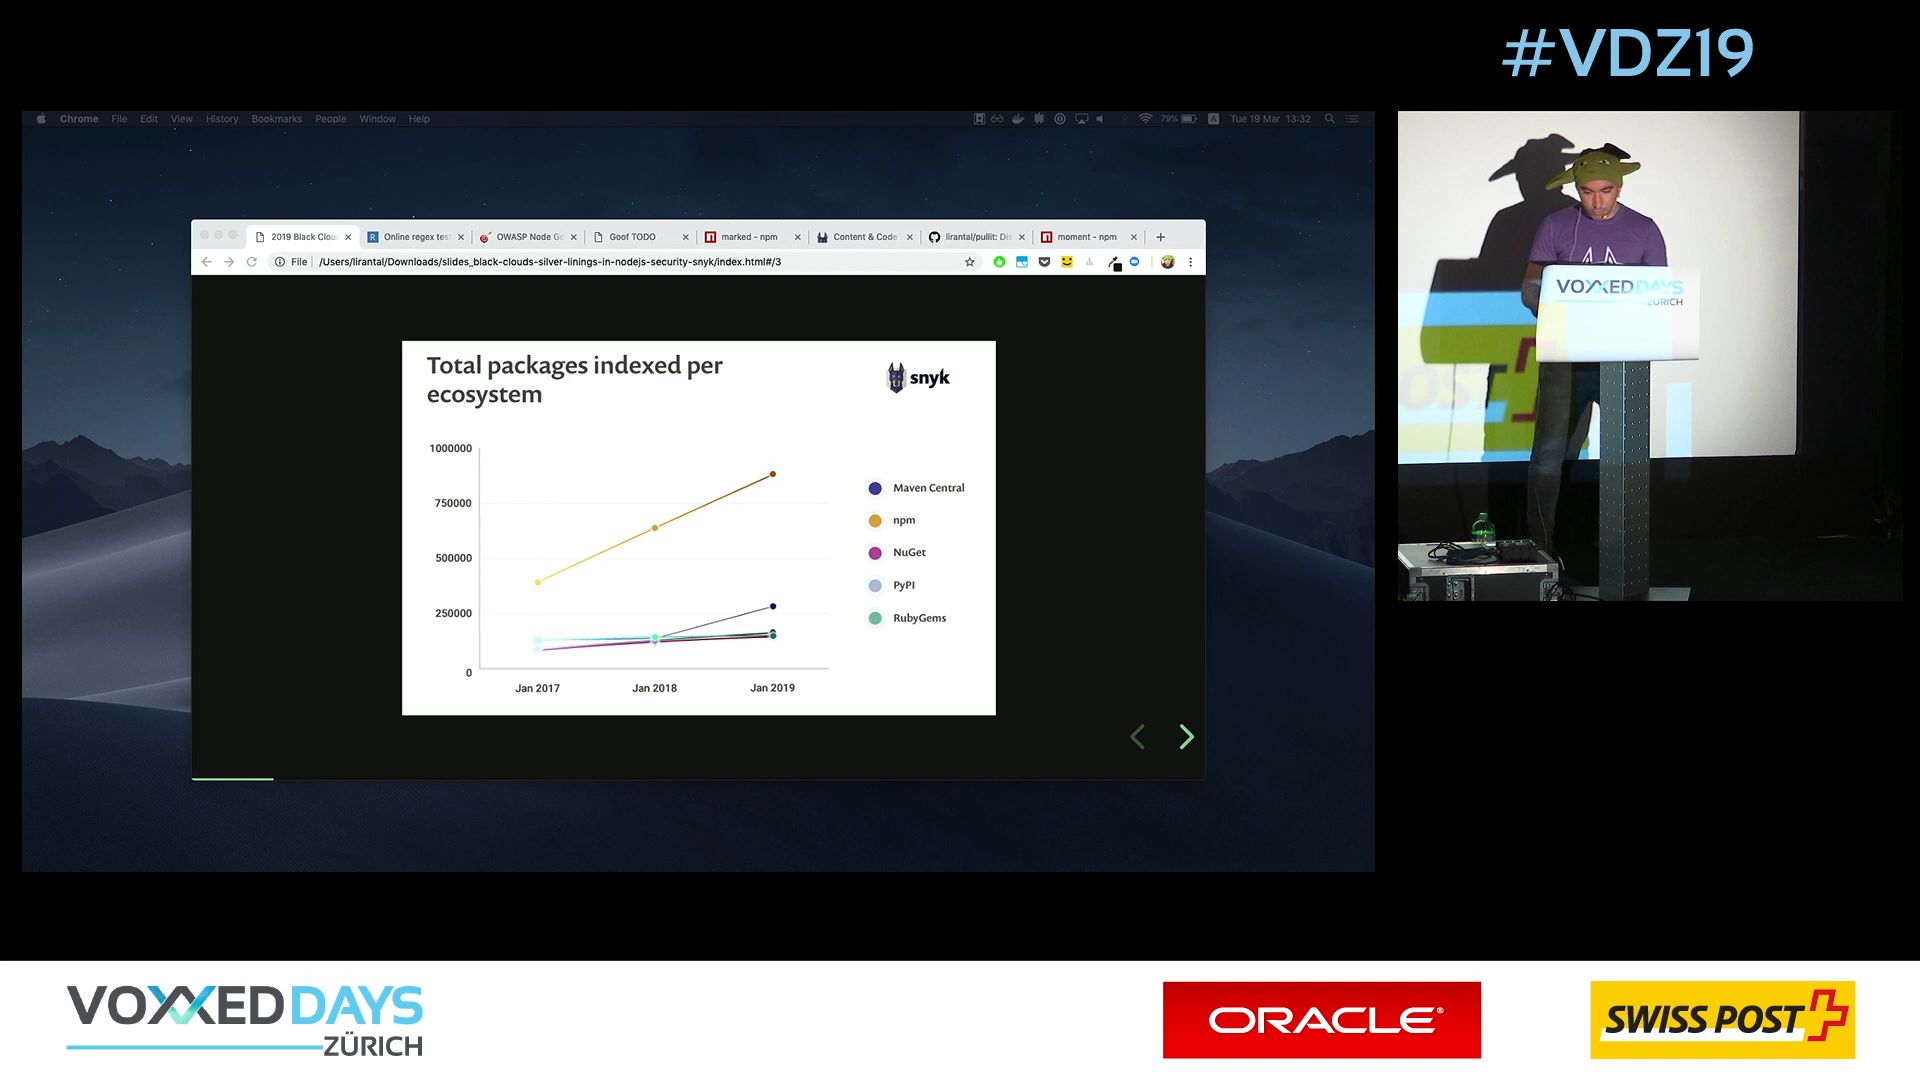 #VDZ19
Chrome File Edit View History Bookmarks People Window Help
79% A Tue 19 Mar 13:32
2019 Black Clou
R Online regex tes
OWASP Node Go
Goof TODO
marked - npm
Content & Code
lirantal/pullit: Dis
moment - npm
File /Users/lirantal/Downloads/slides_black-clouds-silver-linings-in-nodejs-security-snyk/index.html#/3
Total packages indexed per
ecosystem
snyk
1000000
750000
500000
250000
0
Jan 2017 Jan 2018 Jan 2019
Maven Central
npm
NuGet
PyPI
RubyGems
VOXXED DAYS
ZÜRICH
OST
VOXXED DAYS
ZÜRICH
ORACLE®
SWISS POST